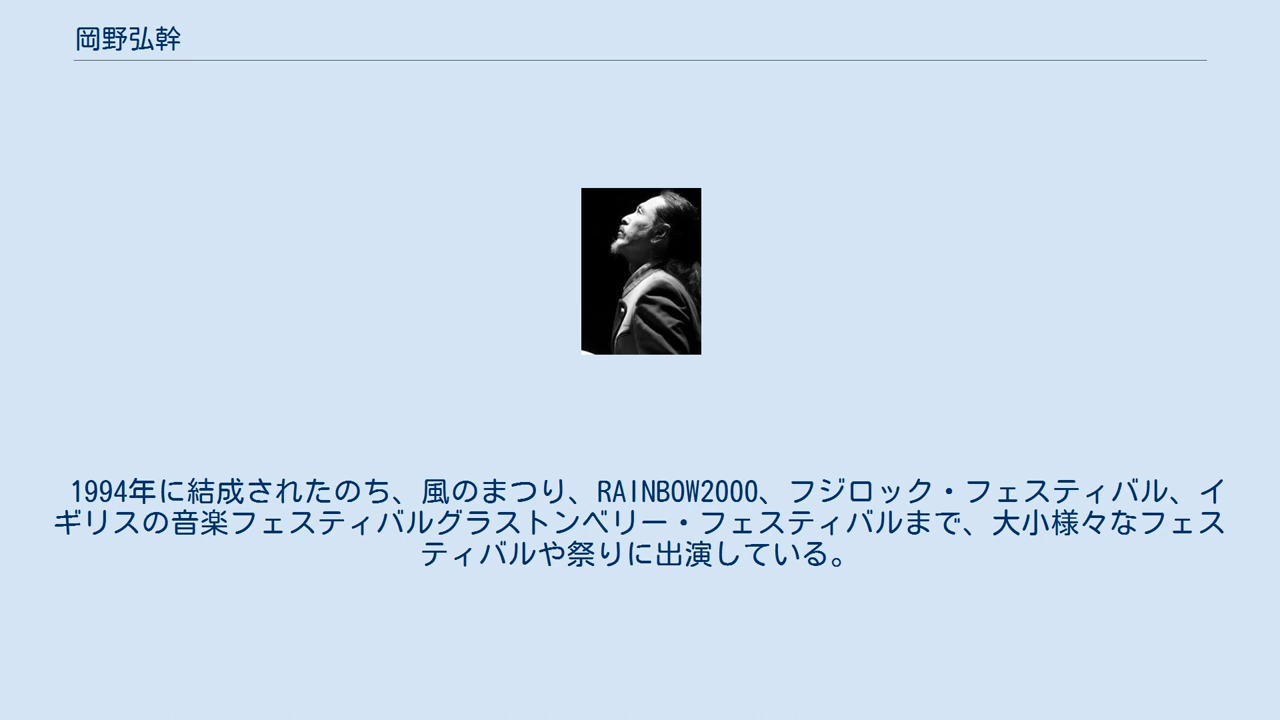 岡野弘幹
1994年に結成されたのち、風のまつり、RAINBOW2000、フジロック・フェスティバル、イ
ギリスの音楽フェスティバルグラストンベリー・フェスティバルまで、大小様々なフェス
ティバルや祭りに出演している。